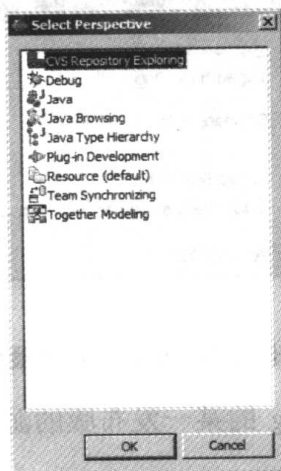 Select Perspective
CVS Repository Exploring
Debug
Java
Java Browsing
Java Type Hierarchy
Plug-in Development
Resource (default)
Team Synchronizing
Together Modeling
OK
Cancel